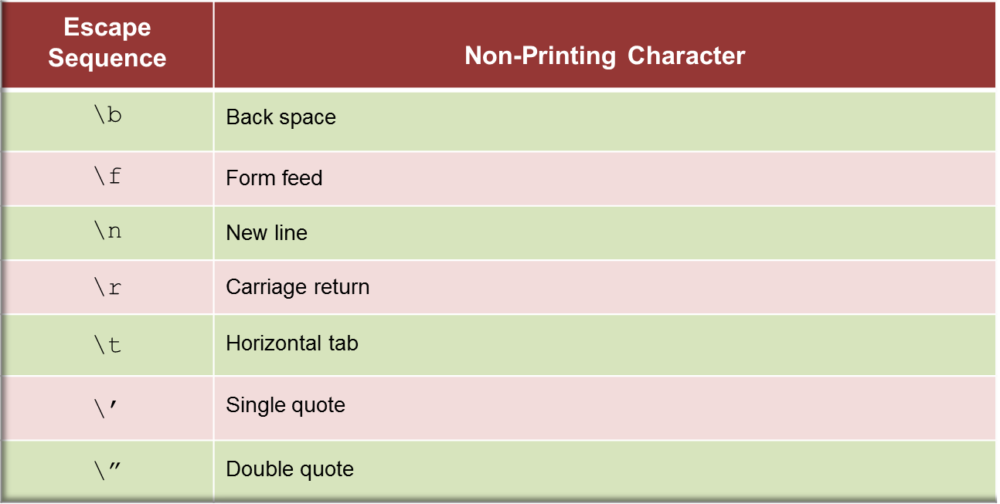 Escape
Sequence
Non-Printing Character
\b Back space
\f Form feed
\n New line
\r Carriage return
\t Horizontal tab
\’ Single quote
\” Double quote